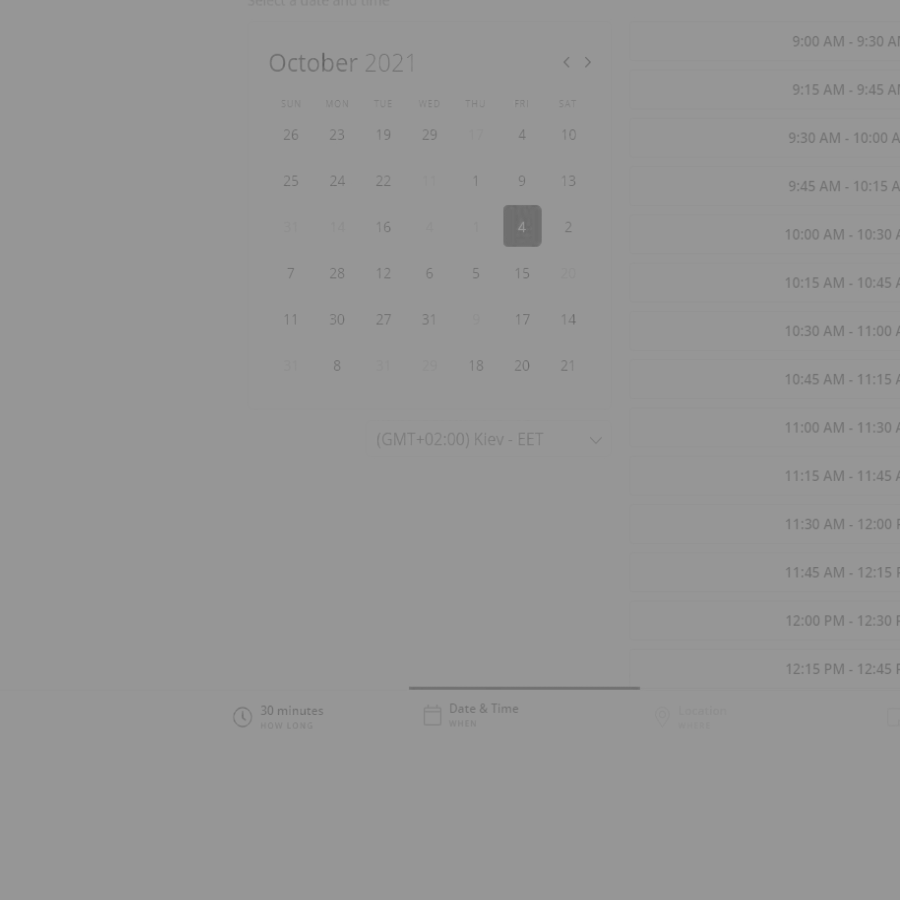 Select a date and time
October 2021
SUN MON TUE WED THU FRI SAT
26 23 19 29 17 4 10
25 24 22 15 1 9 13
31 14 16 4 1 4 2
7 28 12 6 5 15 20
11 30 27 31 9 17 14
31 8 31 29 18 20 21
(GMT+02:00) Kiev - EET
9:00 AM - 9:30 A
9:15 AM - 9:45 A
9:30 AM - 10:00 A
9:45 AM - 10:15 A
10:00 AM - 10:30 A
10:15 AM - 10:45 A
10:30 AM - 11:00 A
10:45 AM - 11:15 A
11:00 AM - 11:30 A
11:15 AM - 11:45 A
11:30 AM - 12:00 P
11:45 AM - 12:15 P
12:00 PM - 12:30 P
12:15 PM - 12:45 P
30 minutes
HOW LONG
Date & Time
WHEN
Location
WHERE